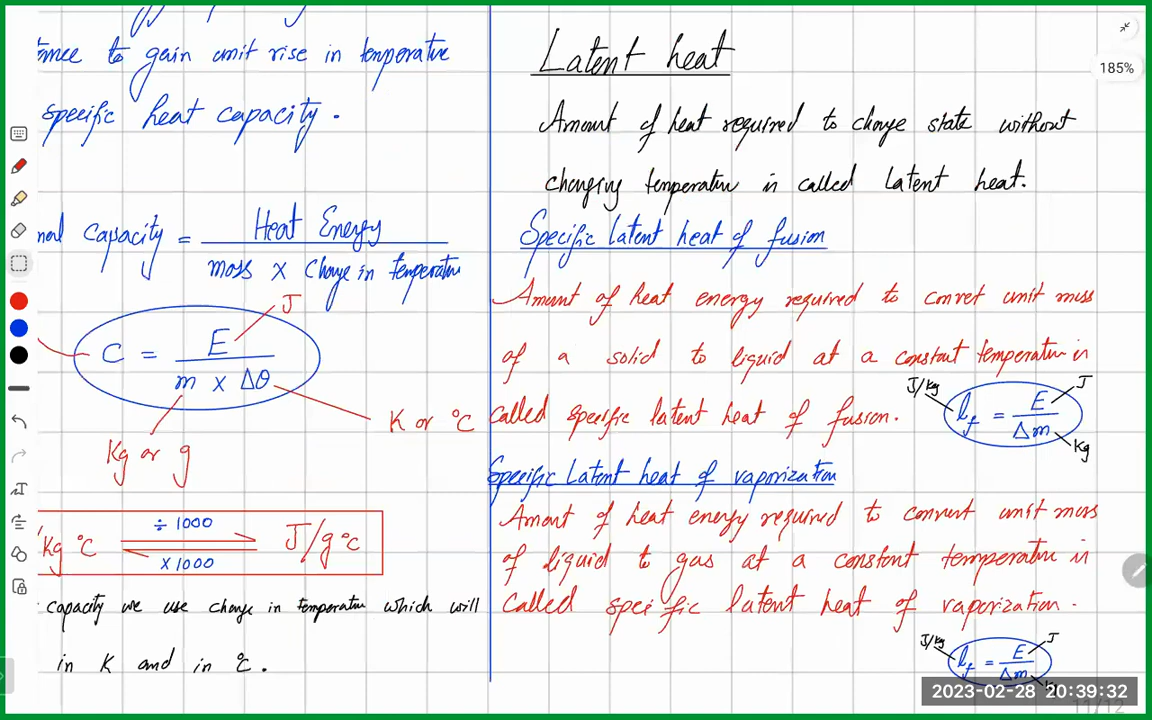 to gain unit rise in temperature
specific heat capacity.
capacity = Heat Energy
mass x change in temperature
J
C = E
m x Δθ
K or °C
Kg or g
Kg °C ÷ 1000 J/g °C
x 1000
capacity we use change in temperature which will
in K and in °C.
185%
Latent heat
Amount of heat required to change state without
changing temperature is called Latent heat.
Specific Latent heat of fusion
Amount of heat energy required to convert unit mass
of a solid to liquid at a constant temperature is
called specific latent heat of fusion.
J/kg J
lf = E
Δm
Kg
Specific Latent heat of vaporization
Amount of heat energy required to convert unit mass
of liquid to gas at a constant temperature is
called specific latent heat of vaporization.
J/kg J
lf = E
Δm
2023-02-28 20:39:32
11/12